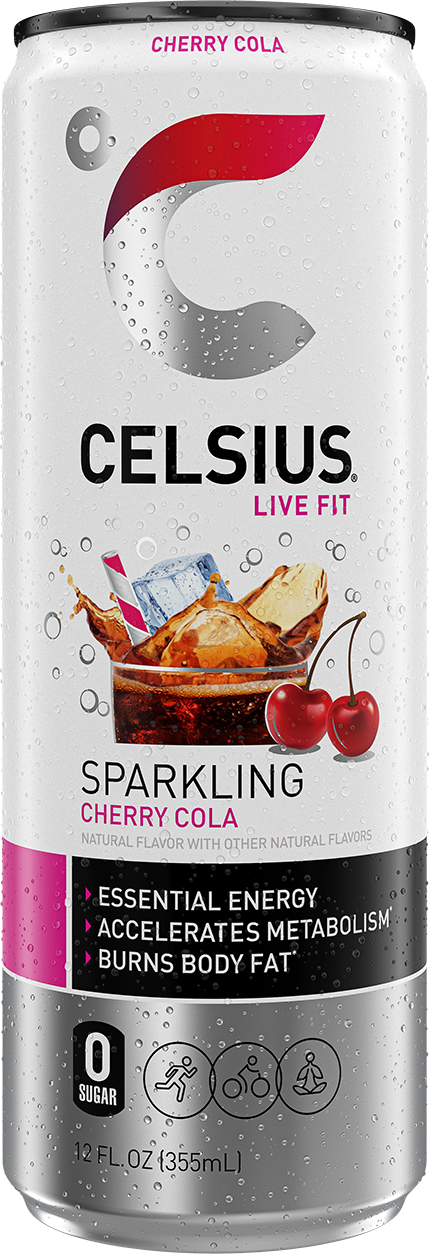 CHERRY COLA
CELSIUS®
LIVE FIT
SPARKLING
CHERRY COLA
NATURAL FLAVOR WITH OTHER NATURAL FLAVORS
ESSENTIAL ENERGY
ACCELERATES METABOLISM*
BURNS BODY FAT*
0
SUGAR
12 FL. OZ (355mL)